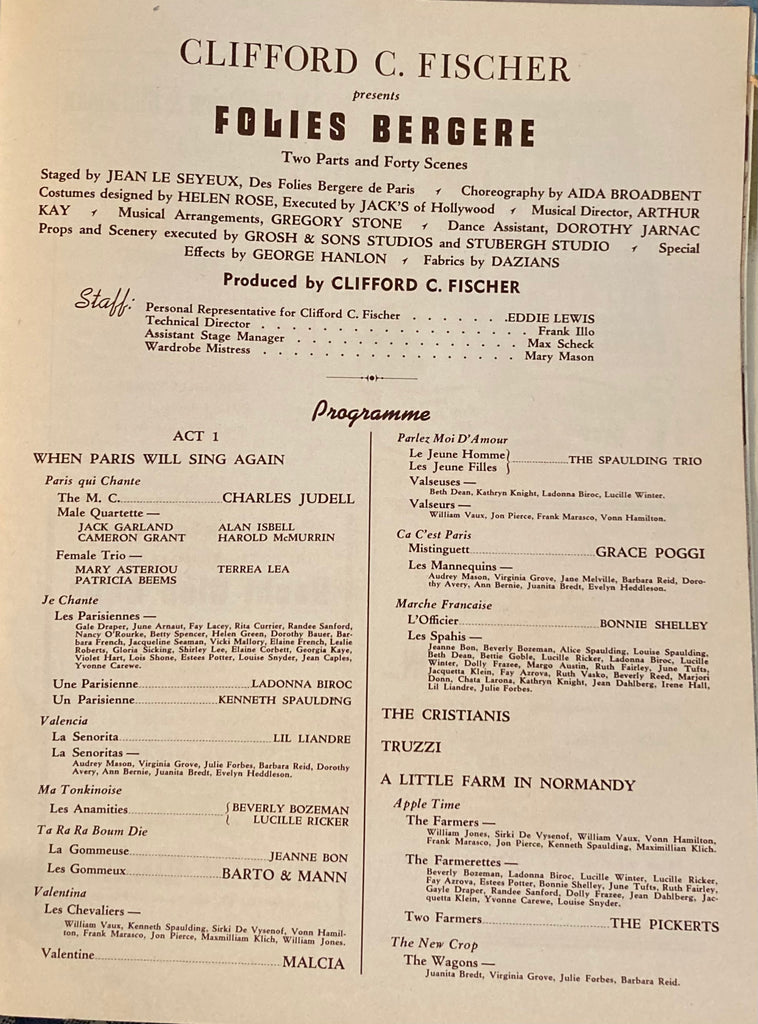 CLIFFORD C. FISCHER
presents
FOLIES BERGERE
Two Parts and Forty Scenes
Staged by JEAN LE SEYEUX, Des Folies Bergere de Paris Choreography by AIDA BROADBENT
Costumes designed by HELEN ROSE, Executed by JACK'S of Hollywood Musical Director, ARTHUR
KAY Musical Arrangements, GREGORY STONE Dance Assistant, DOROTHY JARNAC
Props and Scenery executed by GROSH & SONS STUDIOS and STUBERGH STUDIO Special
Effects by GEORGE HANLON Fabrics by DAZIANS
Produced by CLIFFORD C. FISCHER
Staff:
Personal Representative for Clifford C. Fischer . . . . . . .EDDIE LEWIS
Technical Director . . . . . . . . . . . . . . . . Frank Illo
Assistant Stage Manager . . . . . . . . . . . . . Max Scheck
Wardrobe Mistress . . . . . . . . . . . . . . . Mary Mason
Programme
ACT 1
WHEN PARIS WILL SING AGAIN
Paris qui Chante
The M. C. CHARLES JUDELL
Male Quartette —
JACK GARLAND ALAN ISBELL
CAMERON GRANT HAROLD McMURRIN
Female Trio —
MARY ASTERIOU TERREA LEA
PATRICIA BEEMS
Je Chante
Les Parisiennes —
Gale Draper, June Arnaut, Fay Lacey, Rita Currier, Randee Sanford,
Nancy O'Rourke, Betty Spencer, Helen Green, Dorothy Bauer, Bar-
bara French, Jacqueline Seaman, Vicki Mallory, Elaine French, Leslie
Roberts, Gloria Sicking, Shirley Lee, Elaine Corbett, Georgia Kaye,
Violet Hart, Lois Shone, Estees Potter, Louise Snyder, Jean Caples,
Yvonne Carewe.
Une Parisienne LADONNA BIROC
Un Parisienne KENNETH SPAULDING
Valencia
La Senorita LIL LIANDRE
La Senoritas —
Audrey Mason, Virginia Grove, Julie Forbes, Barbara Reid, Dorothy
Avery, Ann Bernie, Juanita Bredt, Evelyn Heddleson.
Ma Tonkinoise
Les Anamities BEVERLY BOZEMAN
LUCILLE RICKER
Ta Ra Ra Boum Die
La Gommeuse JEANNE BON
Les Gommeux BARTO & MANN
Valentina
Les Chevaliers —
William Vaux, Kenneth Spaulding, Sirki De Vysenof, Vonn Hamil-
ton, Frank Marasco, Jon Pierce, Maxmilliam Klich, William Jones.
Valentine MALCIA
Parlez Moi D'Amour
Le Jeune Homme
Les Jeune Filles THE SPAULDING TRIO
Valseuses —
Beth Dean, Kathryn Knight, Ladonna Biroc, Lucille Winter.
Valseurs —
William Vaux, Jon Pierce, Frank Marasco, Vonn Hamilton.
Ca C'est Paris
Mistinguett GRACE POGGI
Les Mannequins —
Audrey Mason, Virginia Grove, Jane Melville, Barbara Reid, Doro-
thy Avery, Ann Bernie, Juanita Bredt, Evelyn Heddleson.
Marche Francaise
L'Officier BONNIE SHELLEY
Les Spahis —
Jeanne Bon, Beverly Bozeman, Alice Spaulding, Louise Spaulding,
Beth Dean, Bettie Goble, Lucille Ricker, Ladonna Biroc, Lucille
Winter, Dolly Frazee, Margo Austin, Ruth Fairley, June Tufts,
Jacquetta Klein, Fay Azrova, Ruth Vasko, Beverly Reed, Marjori
Donn, Chata Larona, Kathryn Knight, Jean Dahlberg, Irene Hall,
Lil Liandre, Julie Forbes.
THE CRISTIANIS
TRUZZI
A LITTLE FARM IN NORMANDY
Apple Time
The Farmers —
William Jones, Sirki De Vysenof, William Vaux, Vonn Hamilton,
Frank Marasco, Jon Pierce, Kenneth Spaulding, Maximillian Klich.
The Farmerettes —
Beverly Bozeman, Ladonna Biroc, Lucille Winter, Lucille Ricker,
Fay Azrova, Estees Potter, Bonnie Shelley, June Tufts, Ruth Fairley,
Gayle Draper, Randee Sanford, Dolly Frazee, Jean Dahlberg, Jac-
quetta Klein, Yvonne Carewe, Louise Snyder.
Two Farmers THE PICKERTS
The New Crop
The Wagons —
Juanita Bredt, Virginia Grove, Julie Forbes, Barbara Reid.